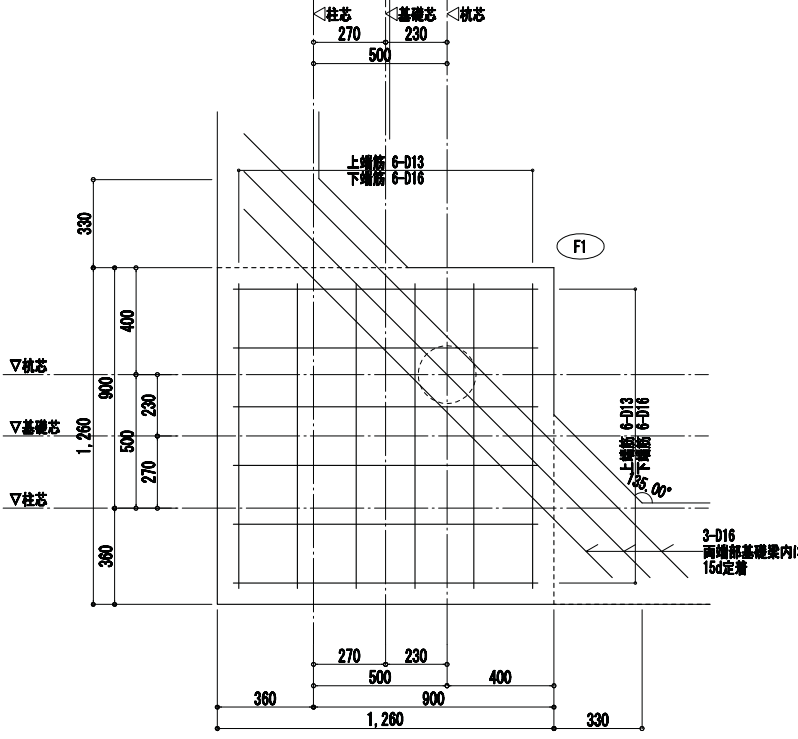 ◁柱芯
◁基礎芯
◁杭芯
270
230
500
上端筋 6-D13
下端筋 6-D16
F1
330
400
900
1,260
230
500
270
360
▽杭芯
▽基礎芯
▽柱芯
上端筋 6-D13
下端筋 6-D16
135.00°
3-D16
両端部基礎梁内に
15d定着
270
230
500
400
360
900
1,260
330